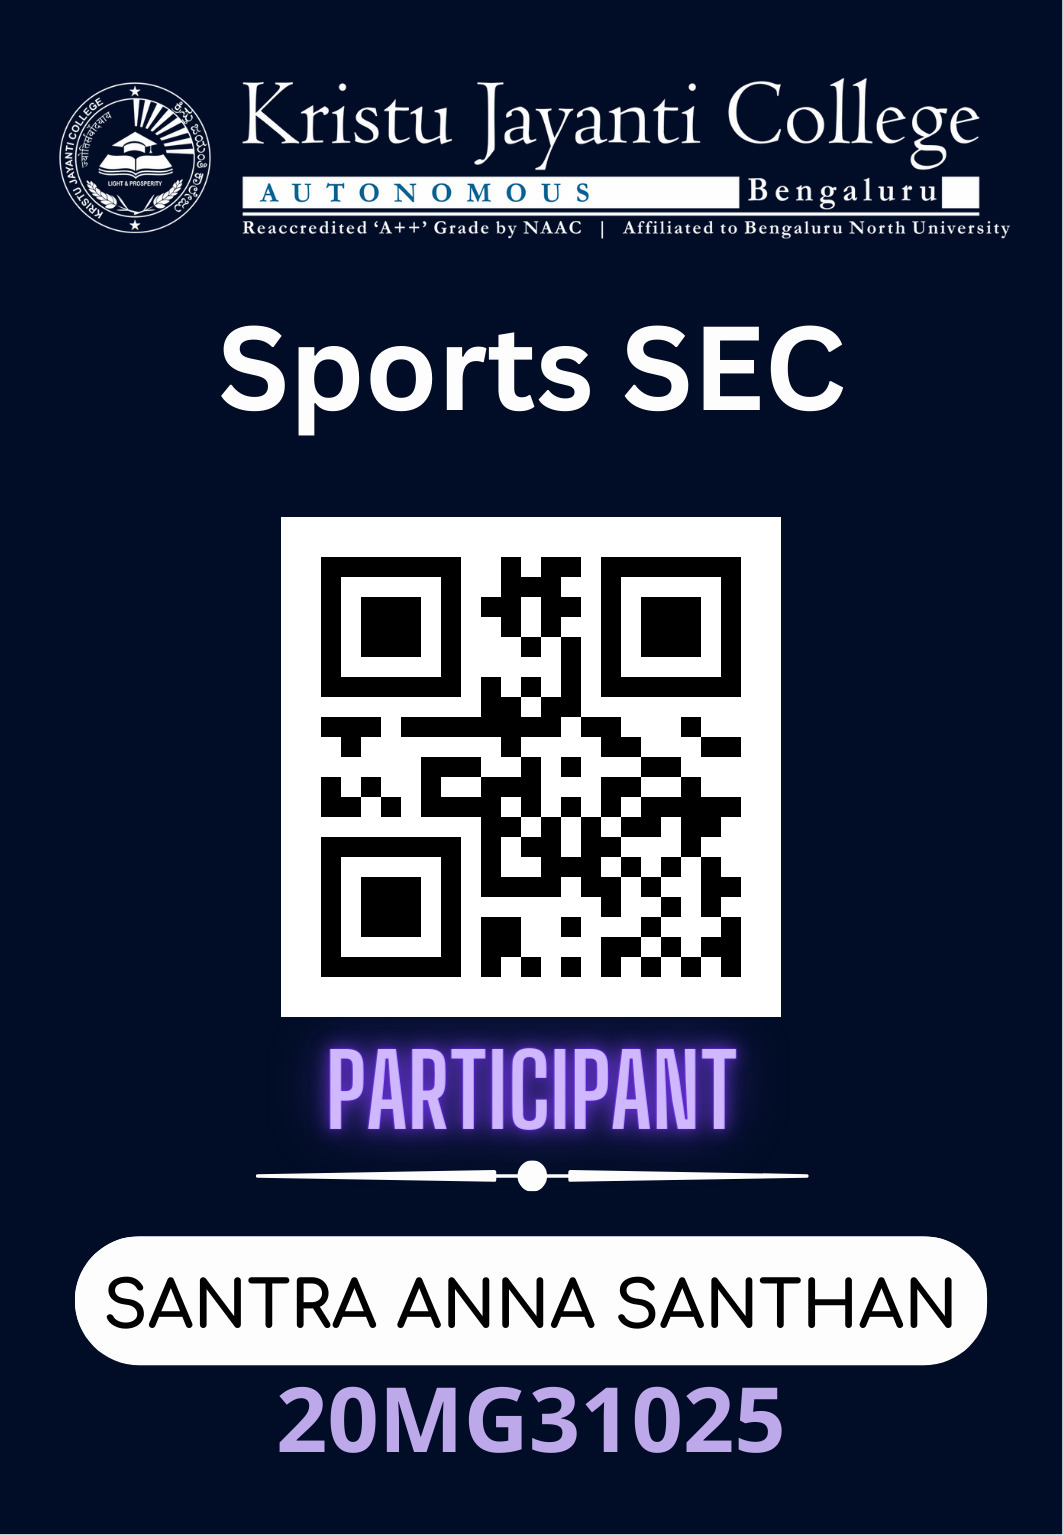 KRISTU JAYANTI COLLEGE
LIGHT & PROSPERITY
Kristu Jayanti College
AUTONOMOUS Bengaluru
Reaccredited ‘A++’ Grade by NAAC | Affiliated to Bengaluru North University
Sports SEC
PARTICIPANT
SANTRA ANNA SANTHAN
20MG31025